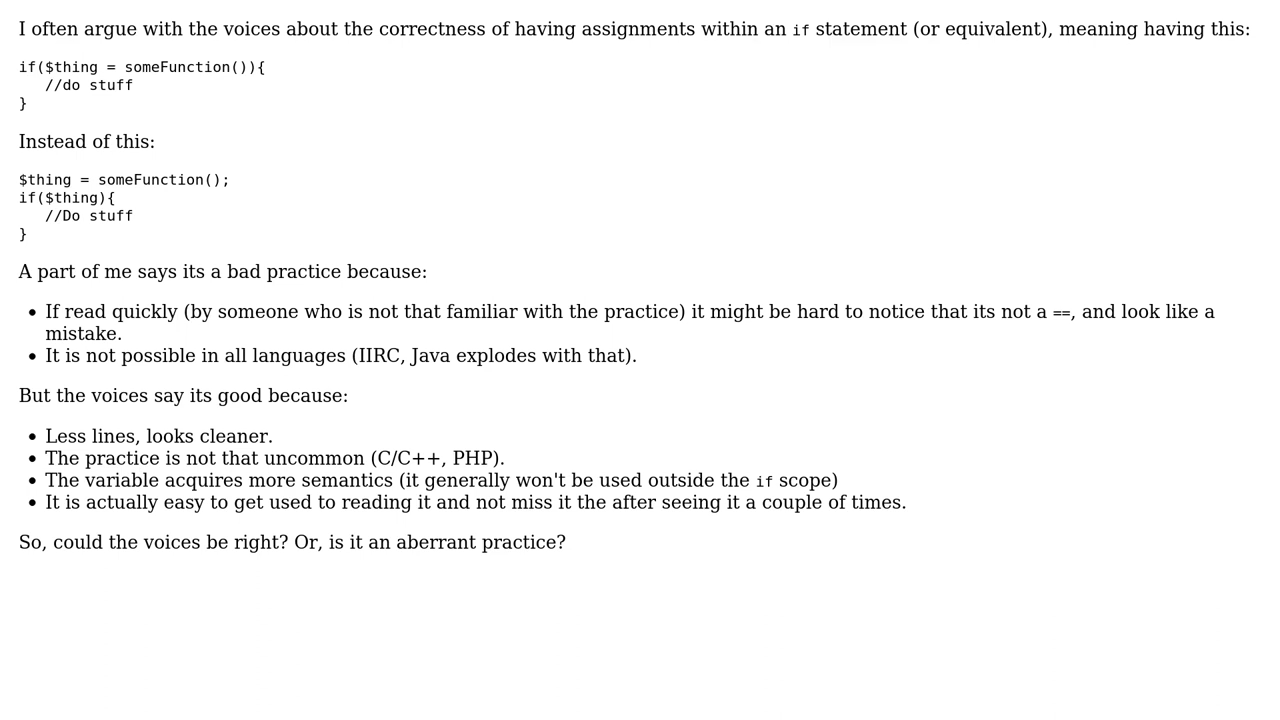 I often argue with the voices about the correctness of having assignments within an if statement (or equivalent), meaning having this:
if($thing = someFunction()){
   //do stuff
}
Instead of this:
$thing = someFunction();
if($thing){
   //Do stuff
}
A part of me says its a bad practice because:
• If read quickly (by someone who is not that familiar with the practice) it might be hard to notice that its not a ==, and look like a
mistake.
• It is not possible in all languages (IIRC, Java explodes with that).
But the voices say its good because:
• Less lines, looks cleaner.
• The practice is not that uncommon (C/C++, PHP).
• The variable acquires more semantics (it generally won't be used outside the if scope)
• It is actually easy to get used to reading it and not miss it the after seeing it a couple of times.
So, could the voices be right? Or, is it an aberrant practice?